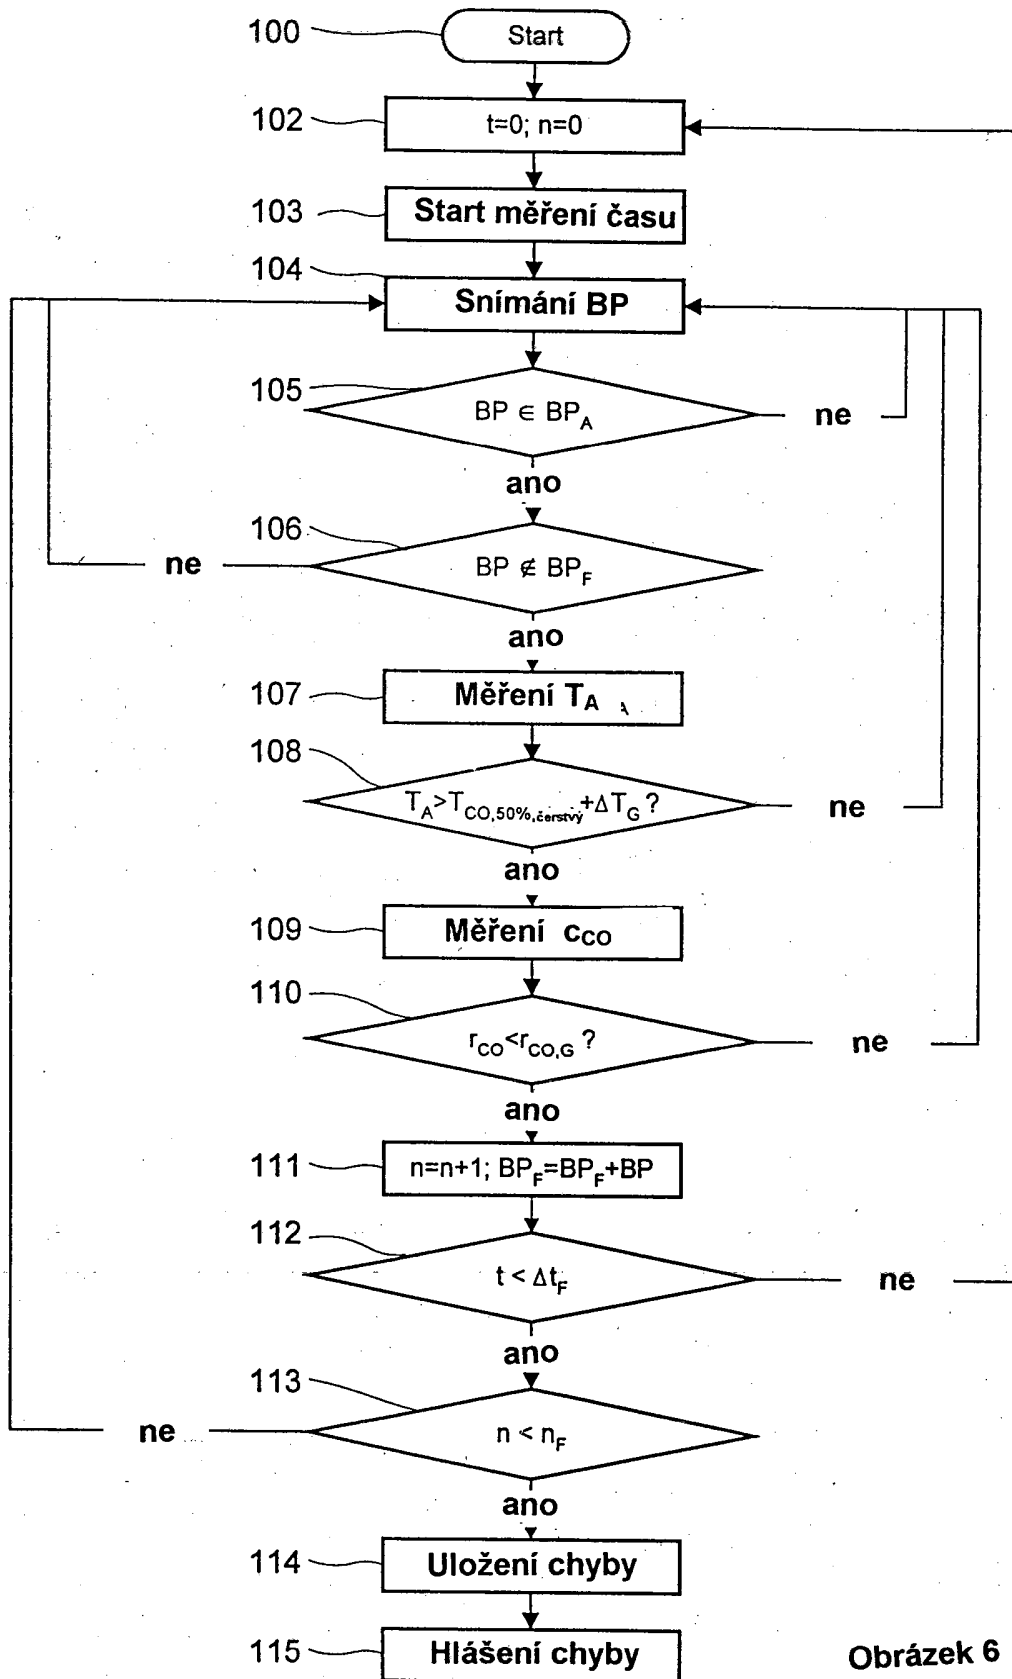 100 Start
102 t=0; n=0
103 Start měření času
104 Snímání BP
105 BP ∈ BP_A ne
ano
106 BP ∉ BP_F ne
ano
107 Měření T_A
108 T_A>T_CO,50%,čerstvý+ΔT_G ? ne
ano
109 Měření c_CO
110 r_CO<r_CO,G ? ne
ano
111 n=n+1; BP_F=BP_F+BP
112 t < Δt_F ne
ano
113 n < n_F ne
ano
114 Uložení chyby
115 Hlášení chyby
Obrázek 6